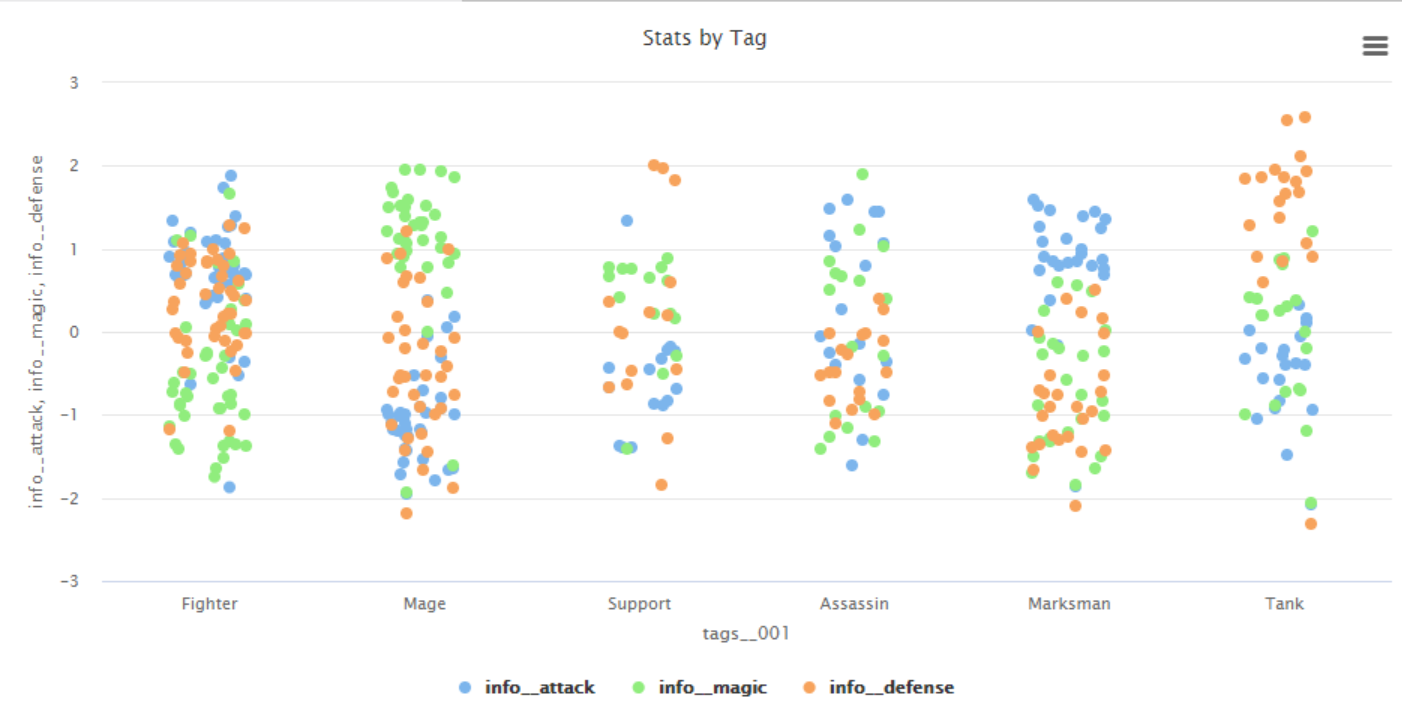 Stats by Tag
3
2
1
0
−1
−2
−3
info__attack, info__magic, info__defense
Fighter Mage Support Assassin Marksman Tank
tags__001
info__attack info__magic info__defense